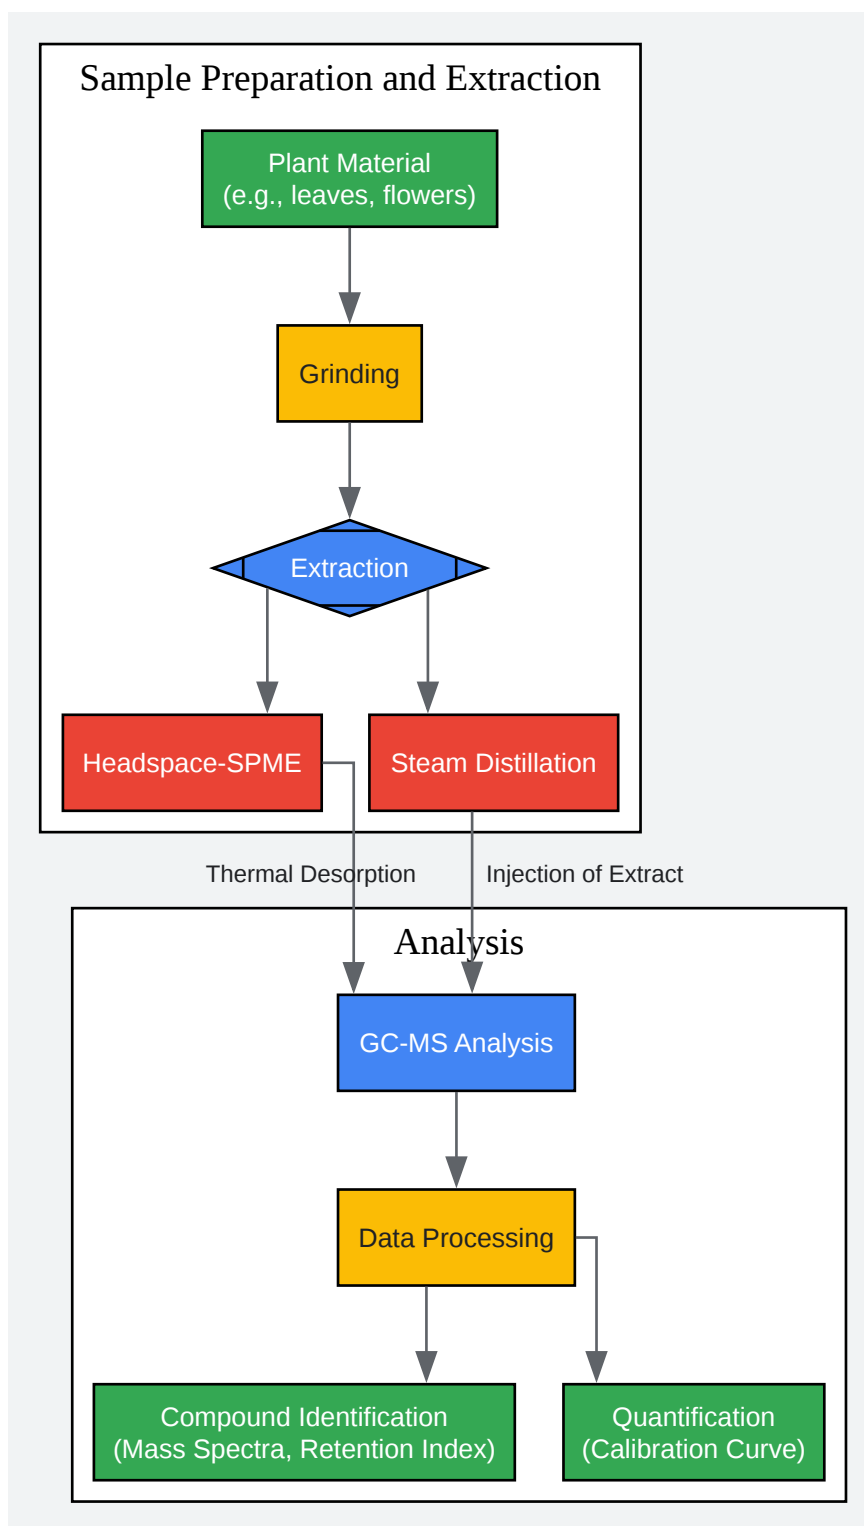 Sample Preparation and Extraction
Plant Material
(e.g., leaves, flowers)
Grinding
Extraction
Headspace-SPME
Steam Distillation
Thermal Desorption
Injection of Extract
Analysis
GC-MS Analysis
Data Processing
Compound Identification
(Mass Spectra, Retention Index)
Quantification
(Calibration Curve)